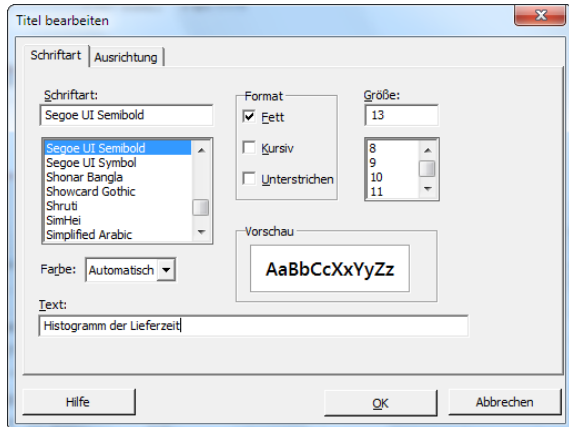 Titel bearbeiten
Schriftart
Ausrichtung
Schriftart:
Segoe UI Semibold
Segoe UI Semibold
Segoe UI Symbol
Shonar Bangla
Showcard Gothic
Shruti
SimHei
Simplified Arabic
Format
Fett
Kursiv
Unterstrichen
Größe:
13
8
9
10
11
Farbe:
Automatisch
Vorschau
AaBbCcXxYyZz
Text:
Histogramm der Lieferzeit
Hilfe
OK
Abbrechen